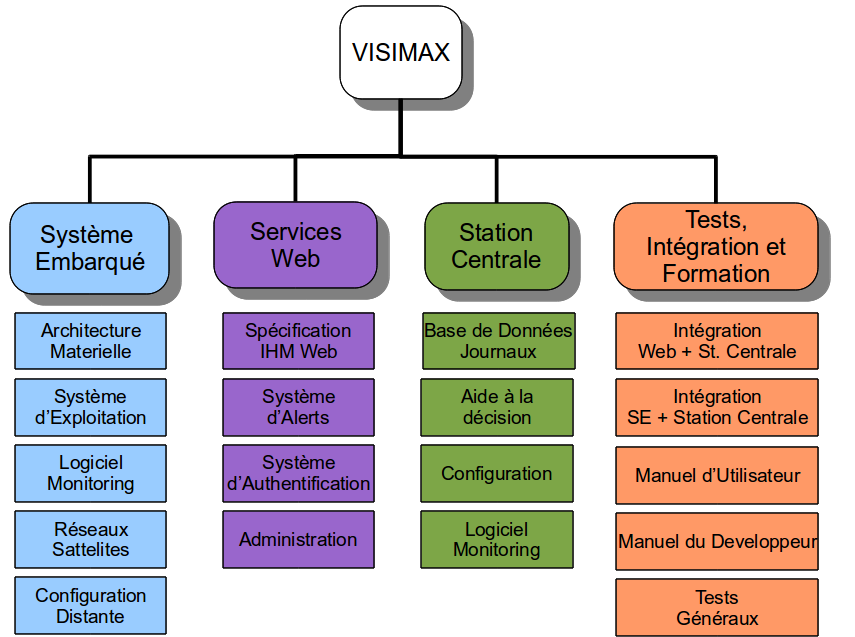 VISIMAX
Système
Embarqué
Services
Web
Station
Centrale
Tests,
Intégration et
Formation
Architecture
Materielle
Système
d'Exploitation
Logiciel
Monitoring
Réseaux
Sattelites
Configuration
Distante
Spécification
IHM Web
Système
d'Alerts
Système
d'Authentification
Administration
Base de Données
Journaux
Aide à la
décision
Configuration
Logiciel
Monitoring
Intégration
Web + St. Centrale
Intégration
SE + Station Centrale
Manuel d'Utilisateur
Manuel du Developpeur
Tests
Généraux